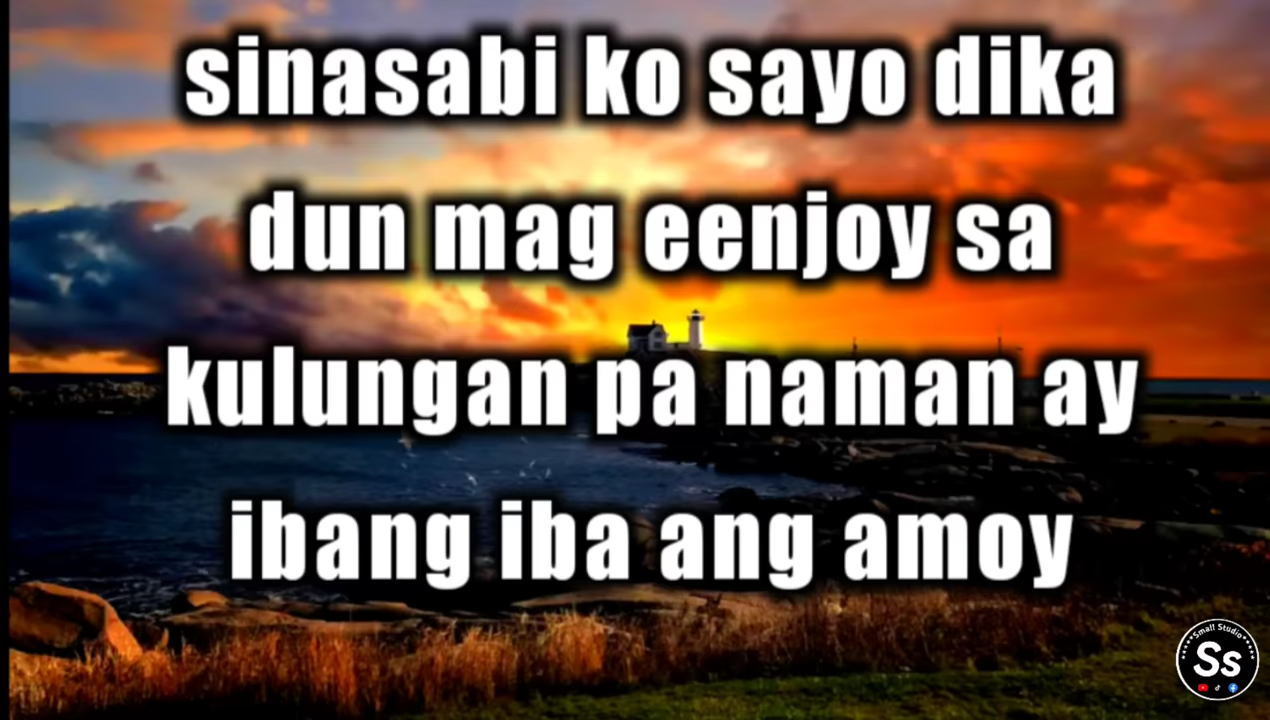 sinasabi ko sayo dika
dun mag eenjoy sa
kulungan pa naman ay
ibang iba ang amoy
Small Studio
Ss